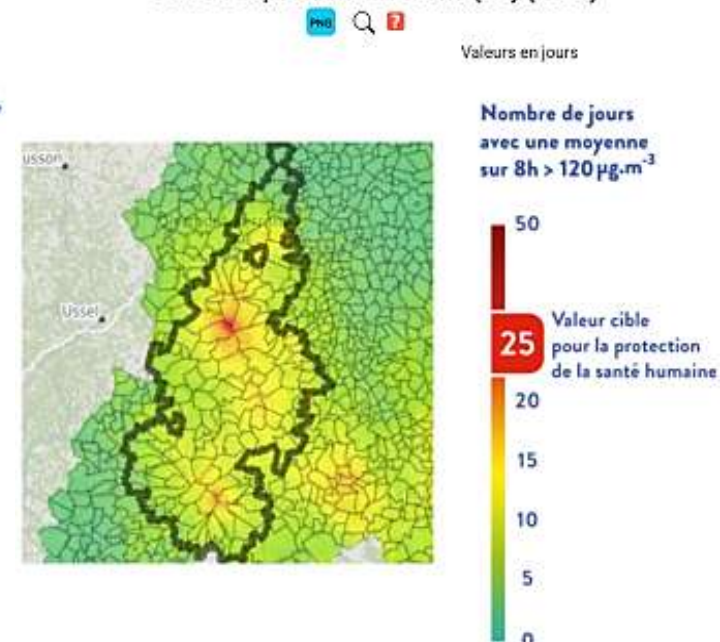 PNG
?
Valeurs en jours
Nombre de jours
avec une moyenne
sur 8h > 120 µg.m⁻³
usson
Ussel
50
25
Valeur cible
pour la protection
de la santé humaine
20
15
10
5
0